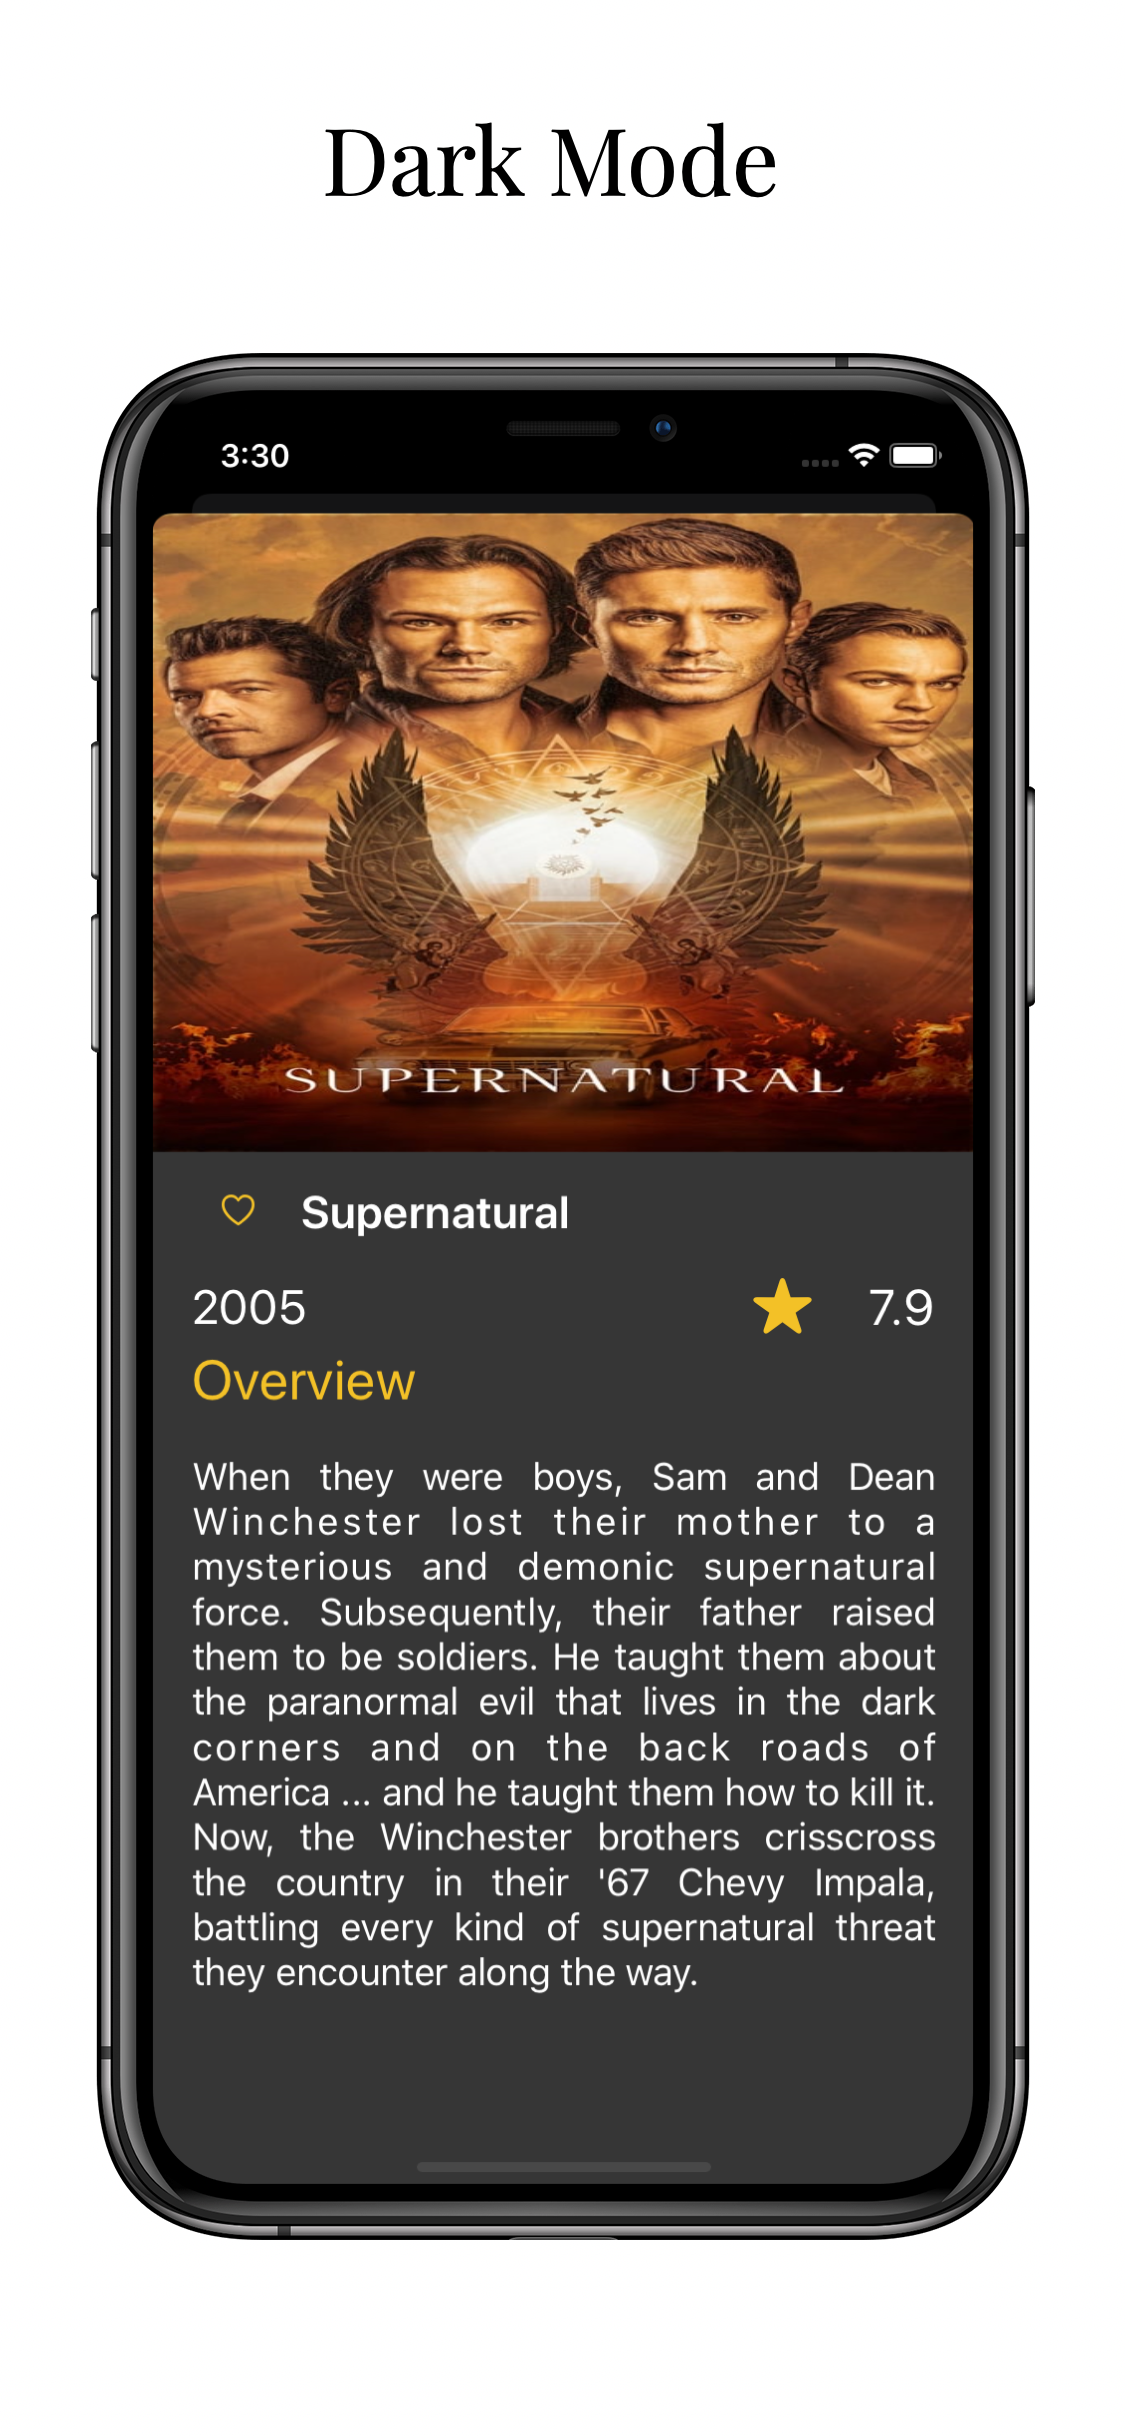 Dark Mode
3:30
SUPERNATURAL
Supernatural
2005 7.9
Overview
When they were boys, Sam and Dean
Winchester lost their mother to a
mysterious and demonic supernatural
force. Subsequently, their father raised
them to be soldiers. He taught them about
the paranormal evil that lives in the dark
corners and on the back roads of
America ... and he taught them how to kill it.
Now, the Winchester brothers crisscross
the country in their '67 Chevy Impala,
battling every kind of supernatural threat
they encounter along the way.